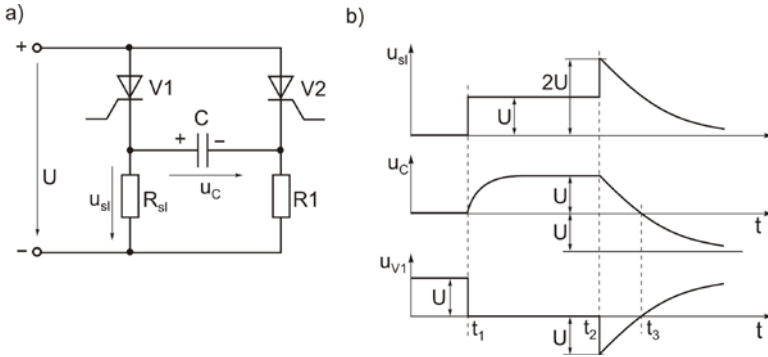 a)
+
V1
V2
C
+
−
U
u_sl
R_sl
u_C
R1
−
b)
u_sl
2U
U
u_C
U
t
U
u_V1
U
t_1
t_2
t_3
U
t